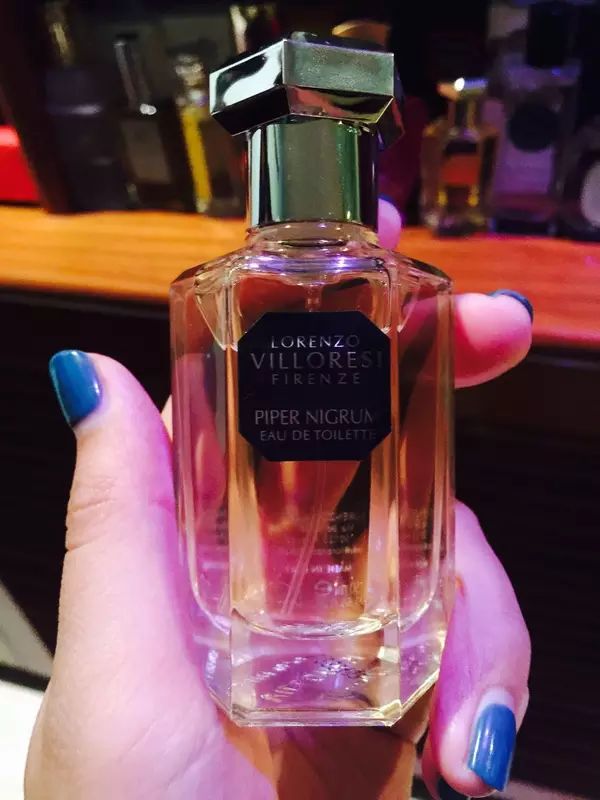 LORENZO
VILLORESI
FIRENZE
PIPER NIGRUM
EAU DE TOILETTE